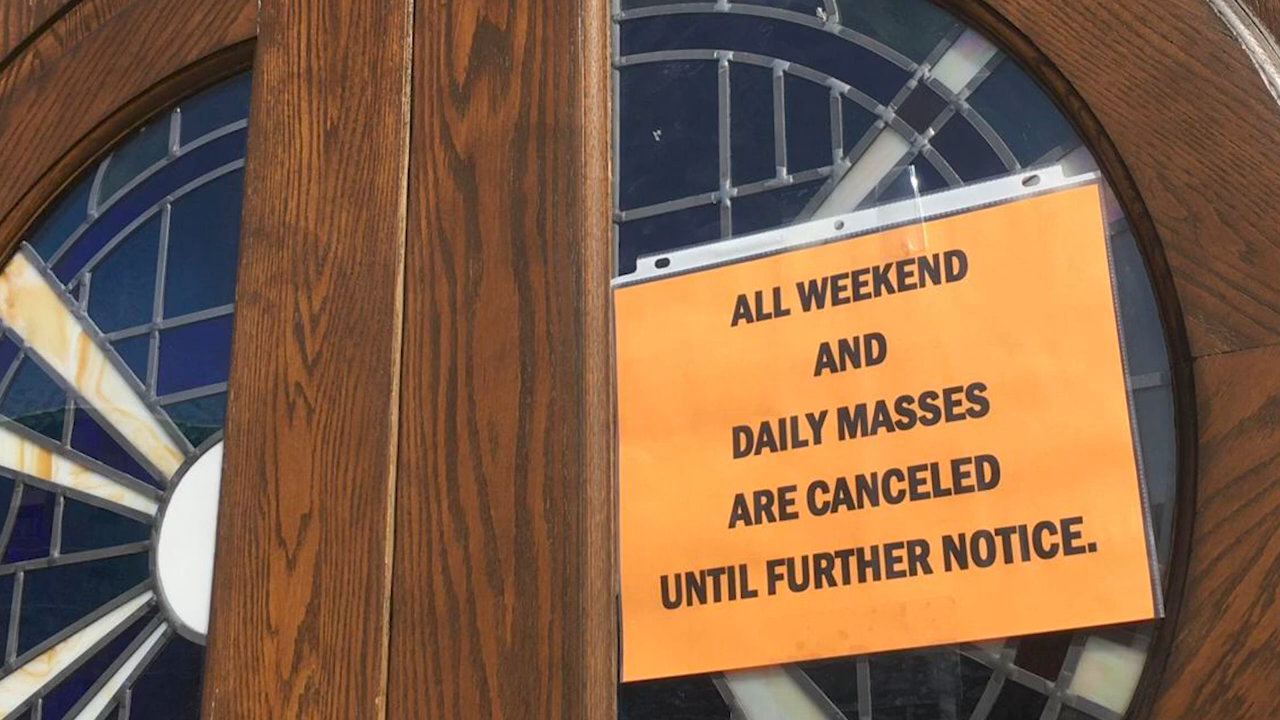 ALL WEEKEND
AND
DAILY MASSES
ARE CANCELED
UNTIL FURTHER NOTICE.